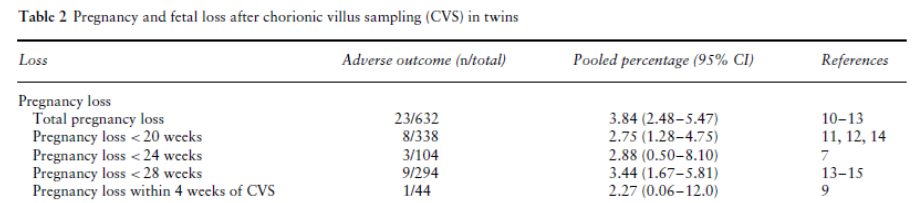 Table 2 Pregnancy and fetal loss after chorionic villus sampling (CVS) in twins
Loss Adverse outcome (n/total) Pooled percentage (95% CI) References
Pregnancy loss
Total pregnancy loss 23/632 3.84 (2.48–5.47) 10–13
Pregnancy loss < 20 weeks 8/338 2.75 (1.28–4.75) 11, 12, 14
Pregnancy loss < 24 weeks 3/104 2.88 (0.50–8.10) 7
Pregnancy loss < 28 weeks 9/294 3.44 (1.67–5.81) 13–15
Pregnancy loss within 4 weeks of CVS 1/44 2.27 (0.06–12.0) 9